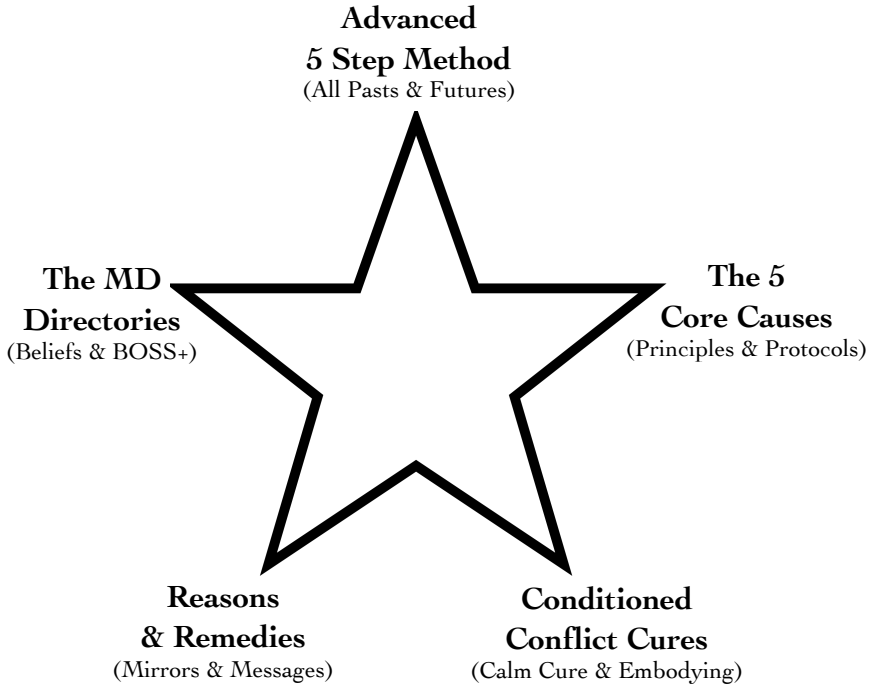 Advanced
5 Step Method
(All Pasts & Futures)
The MD
Directories
(Beliefs & BOSS+)
The 5
Core Causes
(Principles & Protocols)
Reasons
& Remedies
(Mirrors & Messages)
Conditioned
Conflict Cures
(Calm Cure & Embodying)